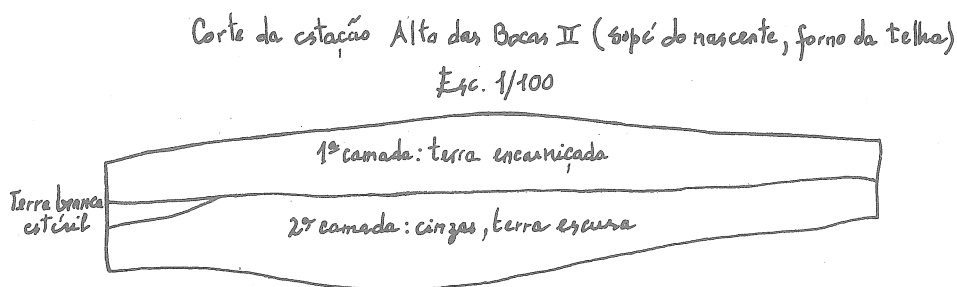 Corte da estação Alto das Bocas II (sopé do nascente, forno da telha)
Esc. 1/100
1ª camada: terra encarniçada
Terra branca
estéril
2ª camada: cinzas, terra escura